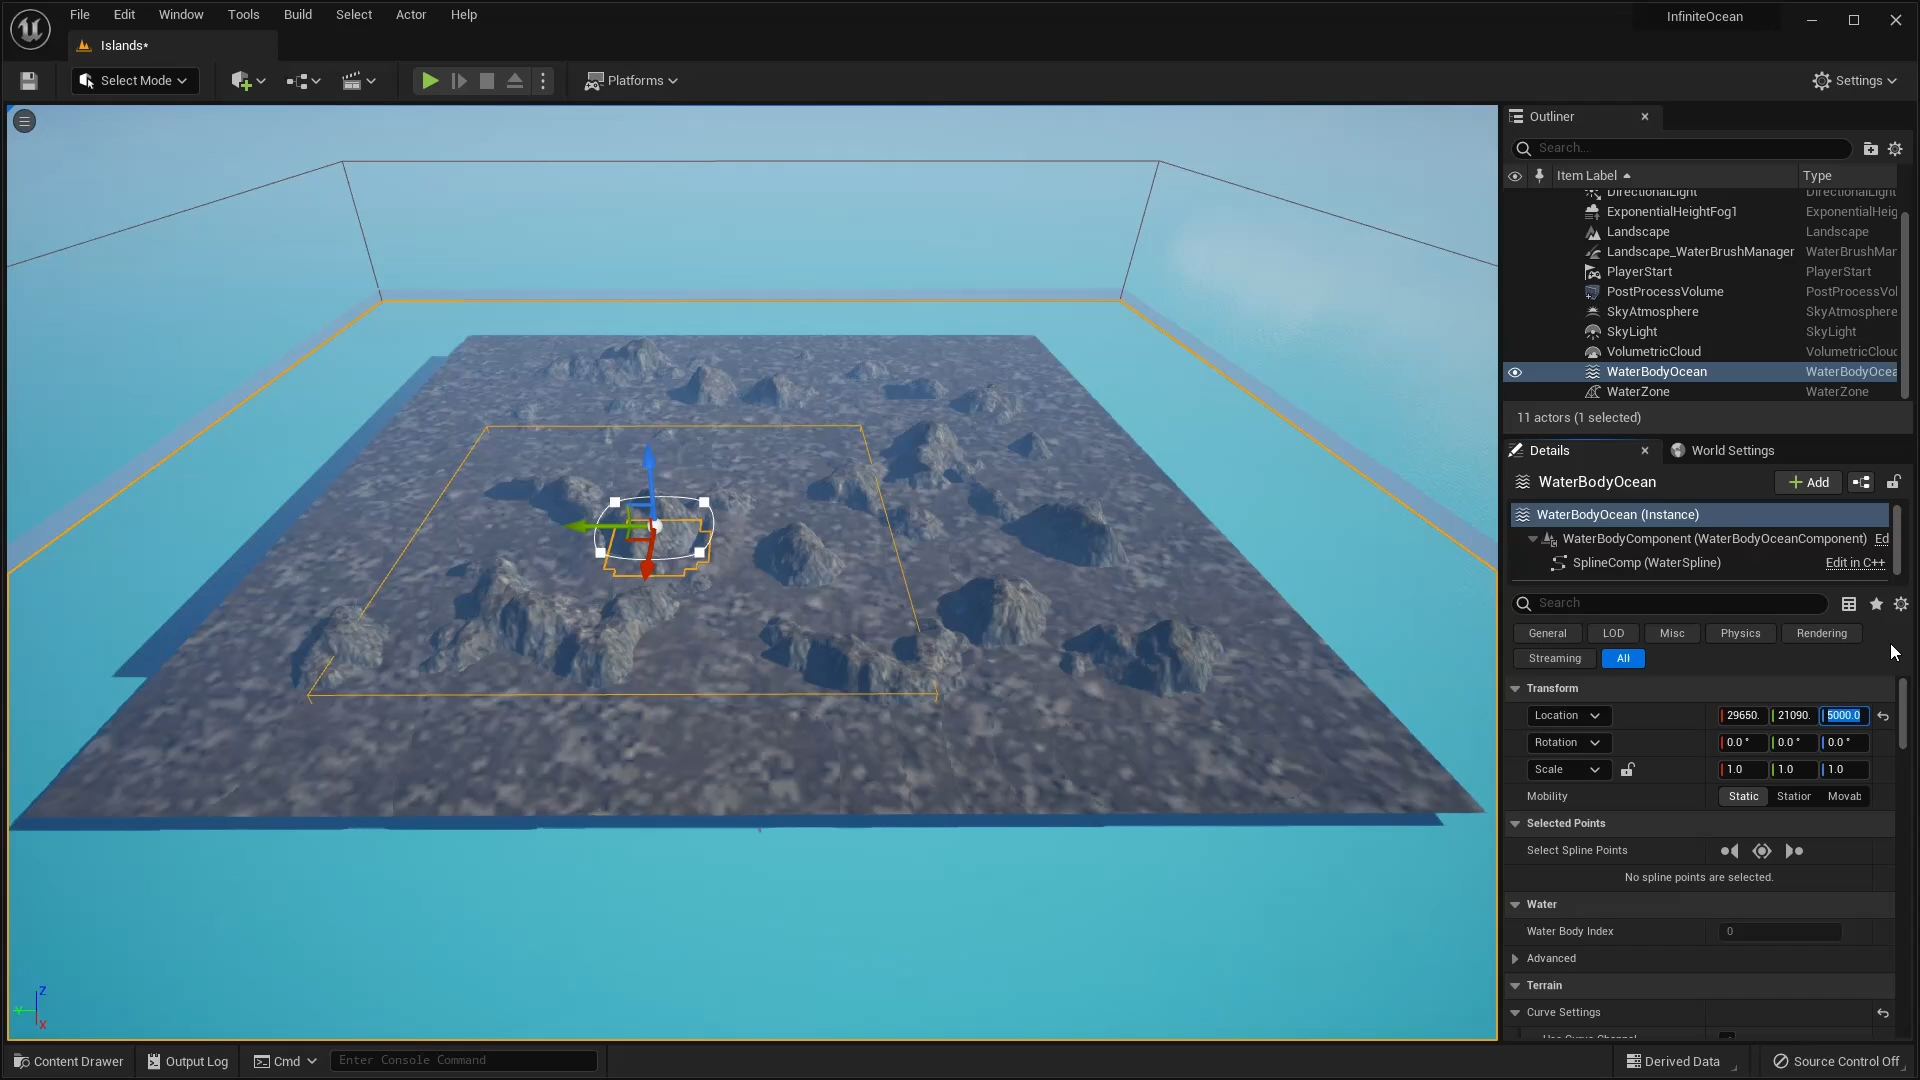 File Edit Window Tools Build Select Actor Help
InfiniteOcean
Islands*
Select Mode
Platforms
Settings
Outliner
Search...
Item Label Type
DirectionalLight DirectionalLight
ExponentialHeightFog1 ExponentialHeig
Landscape Landscape
Landscape_WaterBrushManager WaterBrushMan
PlayerStart PlayerStart
PostProcessVolume PostProcessVol
SkyAtmosphere SkyAtmosphere
SkyLight SkyLight
VolumetricCloud VolumetricCloud
WaterBodyOcean WaterBodyOcea
WaterZone WaterZone
11 actors (1 selected)
Details World Settings
WaterBodyOcean Add
WaterBodyOcean (Instance)
WaterBodyComponent (WaterBodyOceanComponent) Ed
SplineComp (WaterSpline) Edit in C++
Search
General LOD Misc Physics Rendering
Streaming All
Transform
Location 29650. 21090. 5000.0
Rotation 0.0 ° 0.0 ° 0.0 °
Scale 1.0 1.0 1.0
Mobility Static Station Movab
Selected Points
Select Spline Points
No spline points are selected.
Water
Water Body Index 0
Advanced
Terrain
Curve Settings
Z
Y
X
Content Drawer Output Log Cmd Enter Console Command Derived Data Source Control Off